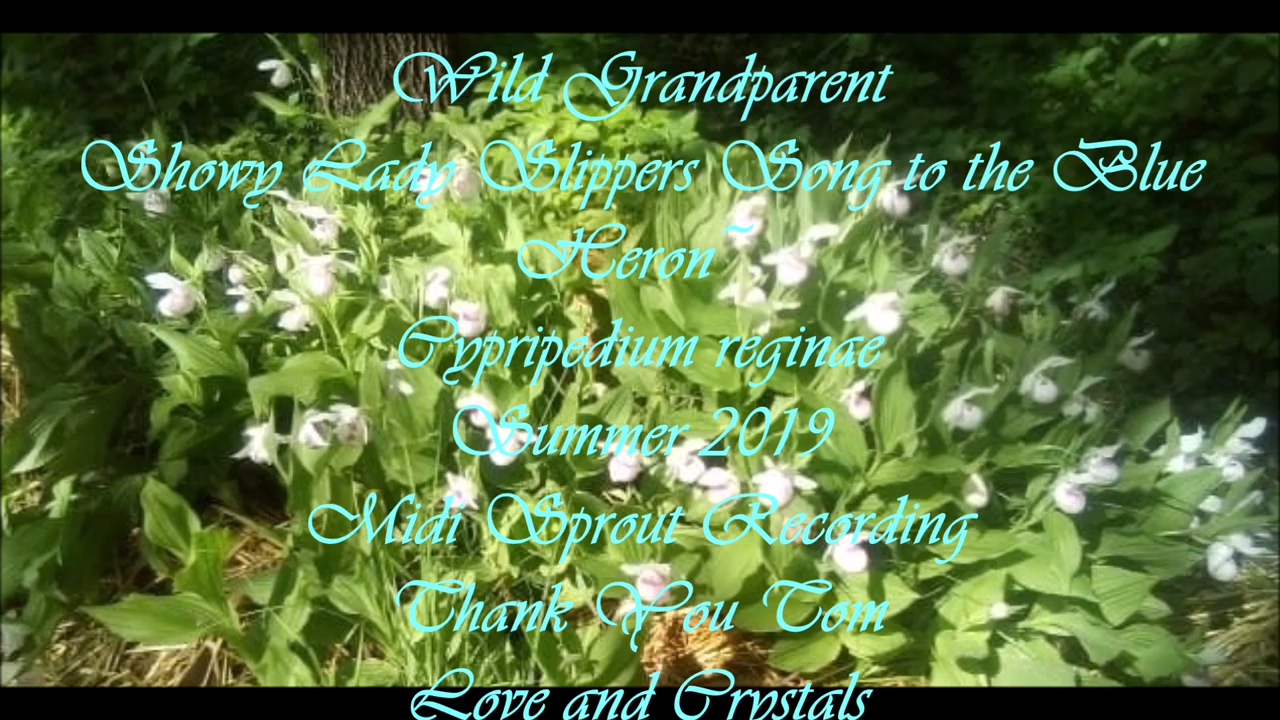 Wild Grandparent
Showy Lady Slippers Song to the Blue
Heron~
Cypripedium reginae
Summer 2019
Midi Sprout Recording
Thank You Tom
Love and Crystals